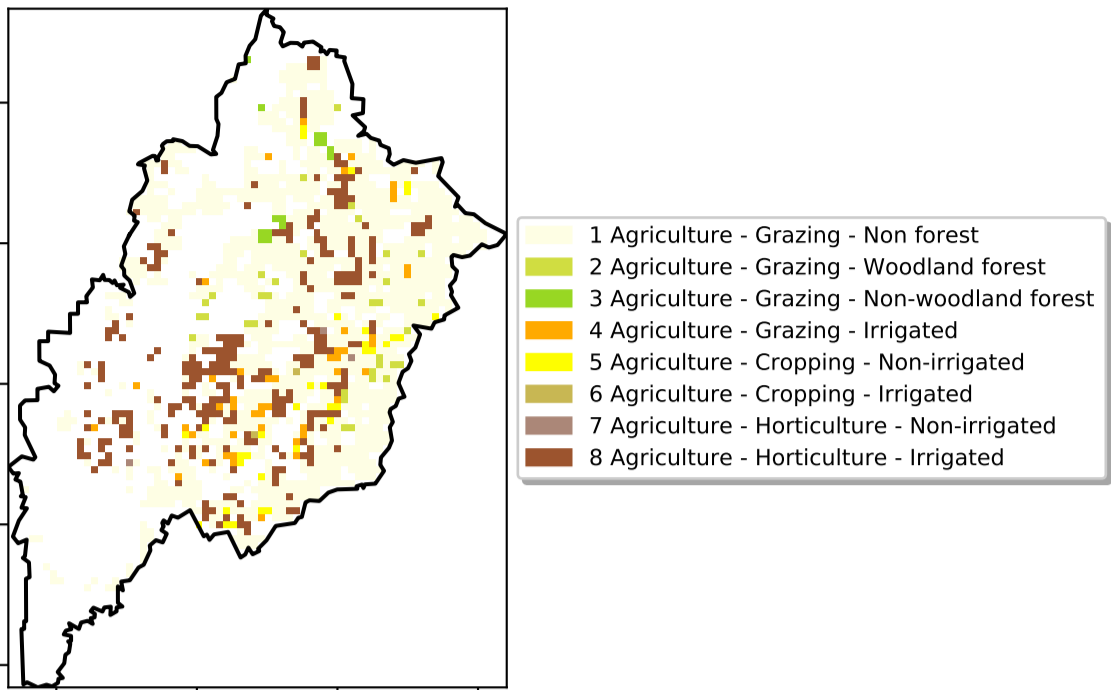 1 Agriculture - Grazing - Non forest
2 Agriculture - Grazing - Woodland forest
3 Agriculture - Grazing - Non-woodland forest
4 Agriculture - Grazing - Irrigated
5 Agriculture - Cropping - Non-irrigated
6 Agriculture - Cropping - Irrigated
7 Agriculture - Horticulture - Non-irrigated
8 Agriculture - Horticulture - Irrigated